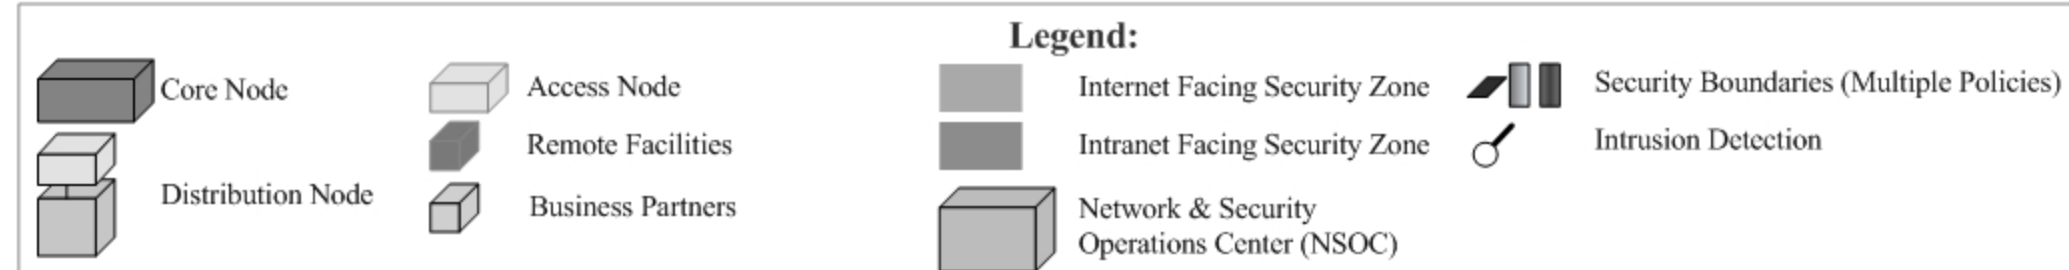 Legend:
Core Node
Distribution Node
Access Node
Remote Facilities
Business Partners
Internet Facing Security Zone
Intranet Facing Security Zone
Network & Security
Operations Center (NSOC)
Security Boundaries (Multiple Policies)
Intrusion Detection